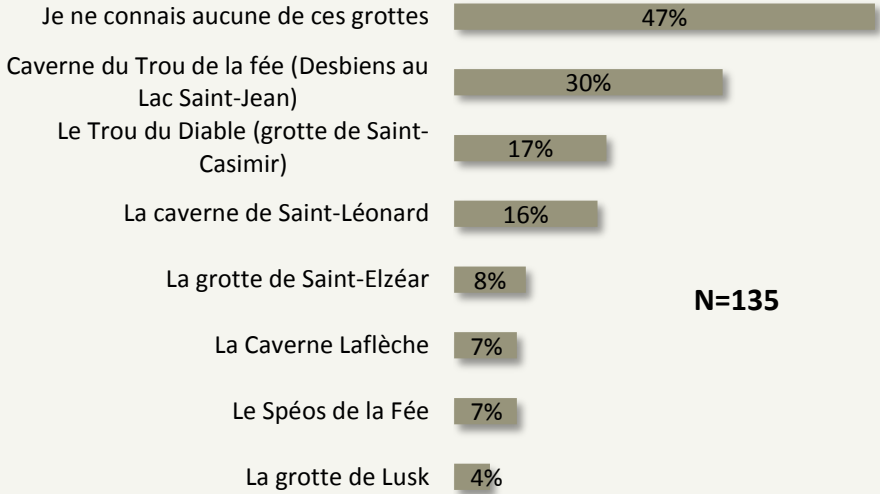 Je ne connais aucune de ces grottes 47%
Caverne du Trou de la fée (Desbiens au
Lac Saint-Jean) 30%
Le Trou du Diable (grotte de Saint-
Casimir) 17%
La caverne de Saint-Léonard 16%
La grotte de Saint-Elzéar 8%
N=135
La Caverne Laflèche 7%
Le Spéos de la Fée 7%
La grotte de Lusk 4%